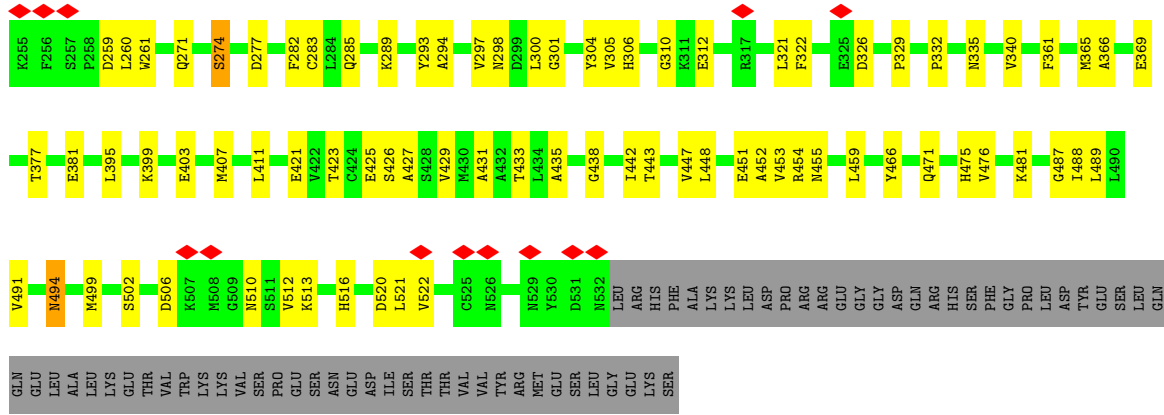 K255 F256 S257 P258 D259 L260 W261 Q271 S274 D277 F282 C283 L284 Q285 K289 Y293 A294 V297 N298 D299 L300 G301 Y304 V305 H306 G310 K311 E312 R317 L321 F322 E325 D326 P329 P332 N335 V340 F361 M365 A366 E369
T377 E381 L395 K399 E403 M407 L411 E421 V422 T423 C424 E425 S426 A427 S428 V429 M430 A431 A432 T433 L434 A435 G438 I442 T443 V447 L448 E451 A452 V453 R454 N455 L459 Y466 Q471 H475 V476 K481 G487 I488 L489 L490
V491 N494 M499 S502 D506 K507 M508 G509 N510 S511 V512 K513 H516 D520 L521 V522 C525 N526 N529 Y530 D531 N532 LEU ARG HIS PHE ALA LYS LYS LEU ASP PRO ARG ARG GLU GLY GLY ASP GLN ARG HIS SER PHE GLY PRO LEU ASP TYR GLU SER LEU GLN
GLN GLU LEU ALA LEU LYS GLU THR VAL TRP LYS LYS VAL SER PRO GLU SER ASN GLU ASP ILE SER THR THR VAL VAL TYR ARG MET GLU SER LEU GLY GLU LYS SER